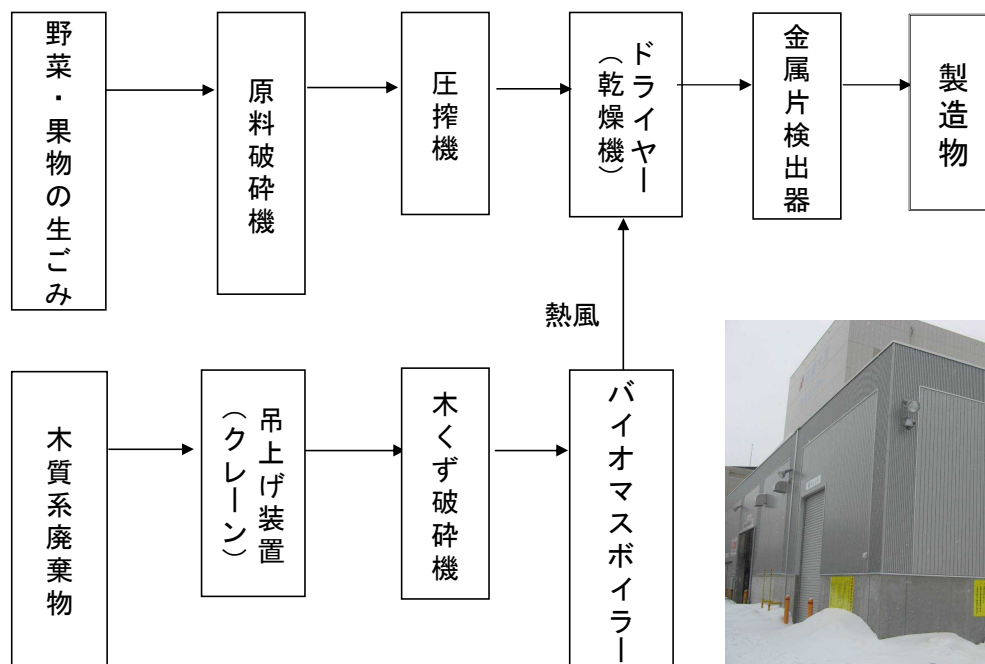 野菜・果物の生ごみ
原料破砕機
圧搾機
ドライヤー
（乾燥機）
金属片検出器
製造物
熱風
木質系廃棄物
吊上げ装置
（クレーン）
木くず破砕機
バイオマスボイラー